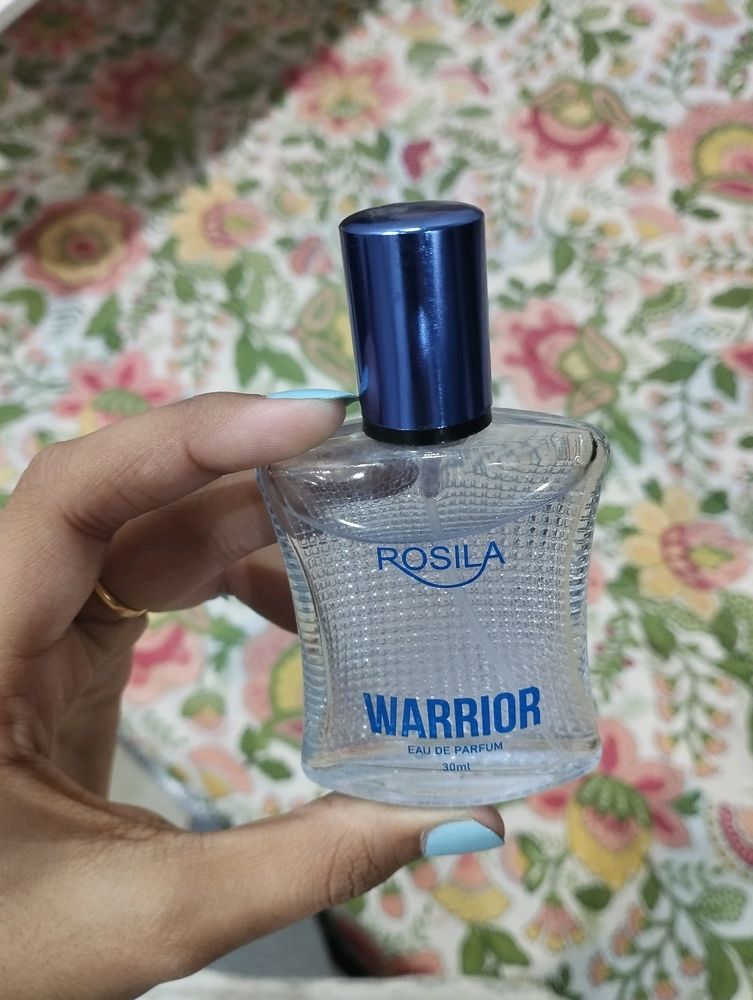 ROSILA
WARRIOR
EAU DE PARFUM
30ml